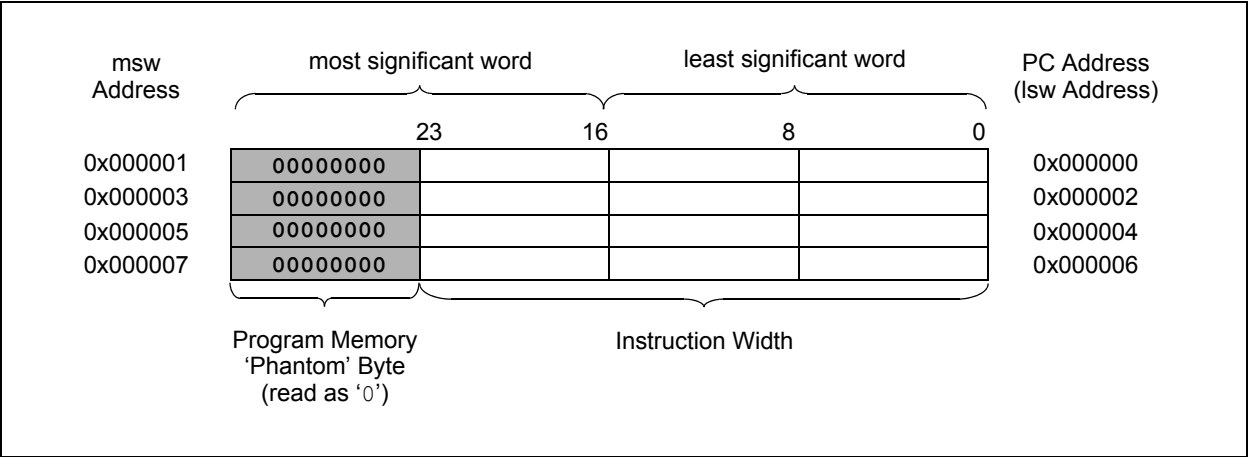 msw
Address
most significant word
least significant word
PC Address
(lsw Address)
23 16 8 0
0x000001 00000000 0x000000
0x000003 00000000 0x000002
0x000005 00000000 0x000004
0x000007 00000000 0x000006
Program Memory
‘Phantom’ Byte
(read as ‘0’)
Instruction Width